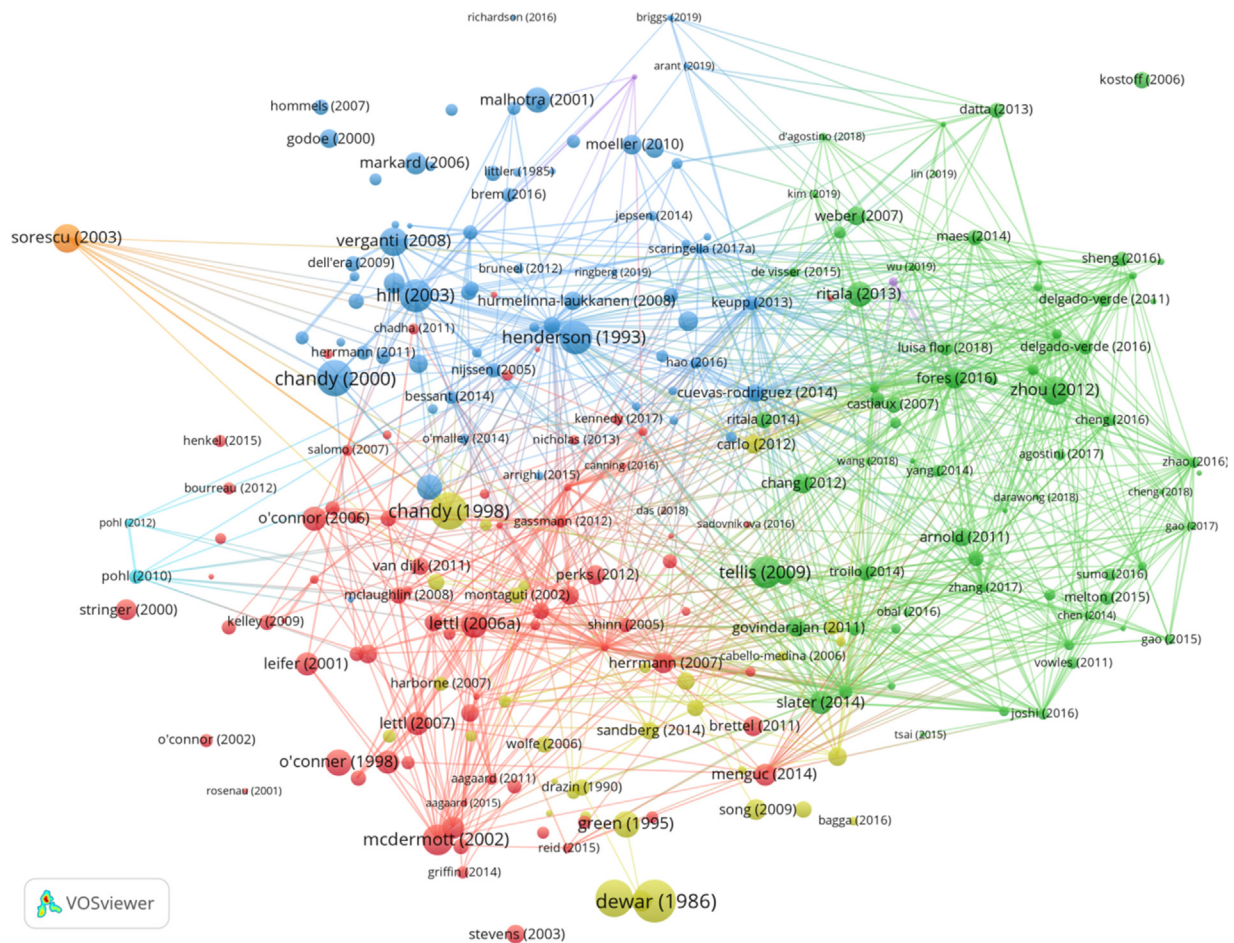 richardson (2016)
briggs (2019)
arant (2019)
kostoff (2006)
hommels (2007)
malhotra (2001)
datta (2013)
godoe (2000)
moeller (2010)
d'agostino (2018)
markard (2006)
littler (1985)
lin (2019)
brem (2016)
kim (2019)
jepsen (2014)
weber (2007)
sorescu (2003)
verganti (2008)
maes (2014)
scaringella (2017a)
dell'era (2009)
bruneel (2012)
ringberg (2019)
de visser (2015)
wu (2019)
sheng (2016)
hill (2003)
hurmelinna-laukkanen (2008)
keupp (2013)
ritala (2013)
delgado-verde (2011)
chadha (2011)
henderson (1993)
herrmann (2011)
luisa flor (2018)
delgado-verde (2016)
nijssen (2005)
hao (2016)
chandy (2000)
fores (2016)
zhou (2012)
bessant (2014)
cuevas-rodriguez (2014)
castiaux (2007)
kennedy (2017)
ritala (2014)
cheng (2016)
henkel (2015)
o'malley (2014)
nicholas (2013)
carlo (2012)
salomo (2007)
agostini (2017)
arrighi (2015)
canning (2016)
wang (2018)
yang (2014)
zhao (2016)
bourreau (2012)
chang (2012)
cheng (2018)
darawong (2018)
chandy (1998)
das (2018)
pohl (2012)
o'connor (2006)
gassmann (2012)
sadovnikova (2016)
gao (2017)
arnold (2011)
van dijk (2011)
perks (2012)
tellis (2009)
troilo (2014)
pohl (2010)
sumo (2016)
zhang (2017)
mclaughlin (2008)
montaguti (2002)
melton (2015)
stringer (2000)
obal (2016)
chen (2014)
kelley (2009)
lettl (2006a)
shinn (2005)
govindarajan (2011)
gao (2015)
leifer (2001)
herrmann (2007)
cabello-medina (2006)
vowles (2011)
harborne (2007)
slater (2014)
joshi (2016)
lettl (2007)
sandberg (2014)
brettel (2011)
tsai (2015)
o'connor (2002)
wolfe (2006)
o'conner (1998)
menguc (2014)
aagaard (2011)
drazin (1990)
rosenau (2001)
aagaard (2015)
song (2009)
bagga (2016)
green (1995)
mcdermott (2002)
reid (2015)
griffin (2014)
dewar (1986)
VOSviewer
stevens (2003)